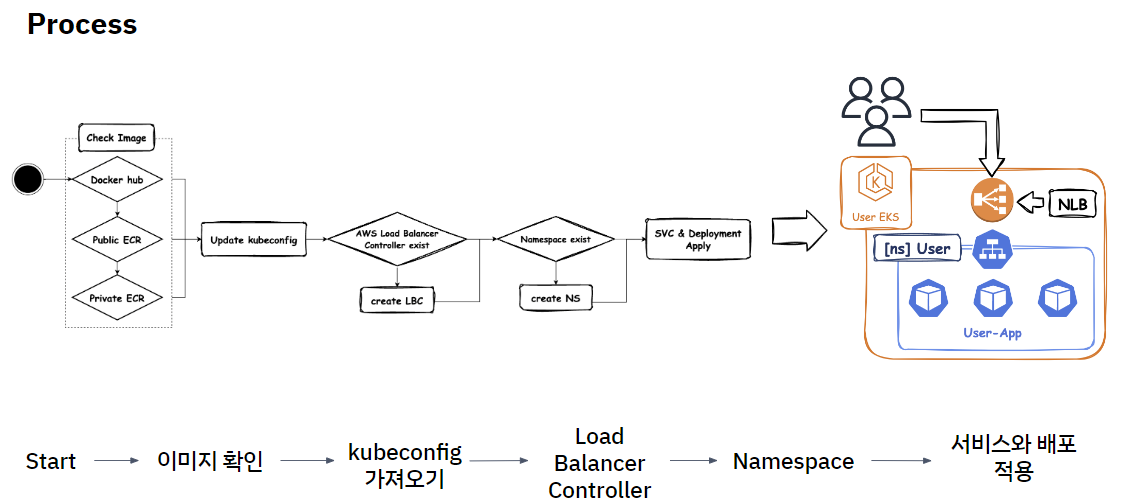 Process
Check Image
Docker hub
Public ECR
Private ECR
Update kubeconfig
AWS Load Balancer
Controller exist
create LBC
Namespace exist
create NS
SVC & Deployment
Apply
User EKS
K
NLB
[ns] User
User-App
Start
이미지 확인
kubeconfig
가져오기
Load
Balancer
Controller
Namespace
서비스와 배포
적용